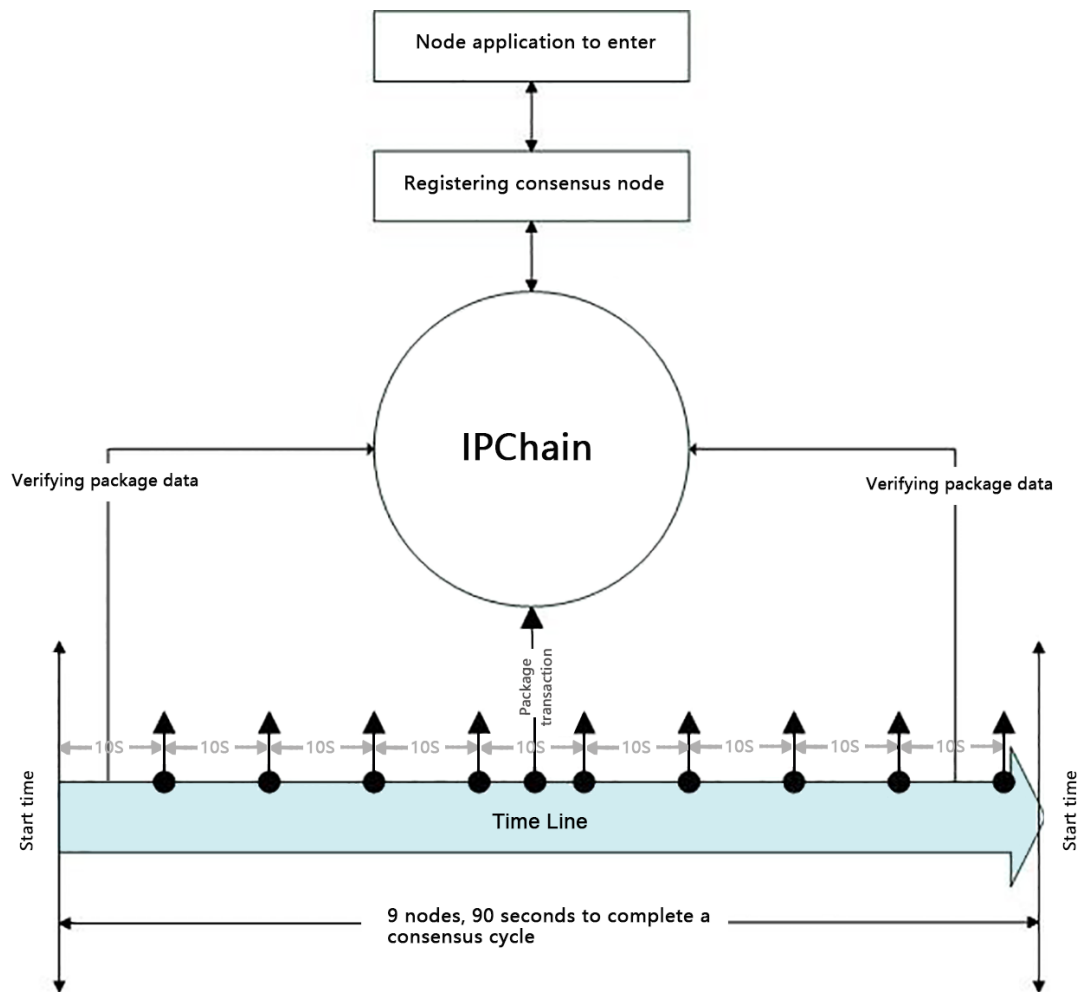 Node application to enter
Registering consensus node
IPChain
Verifying package data
Verifying package data
Package
transaction
10S
10S
10S
10S
10S
10S
10S
10S
10S
Start time
Time Line
Start time
9 nodes, 90 seconds to complete a
consensus cycle